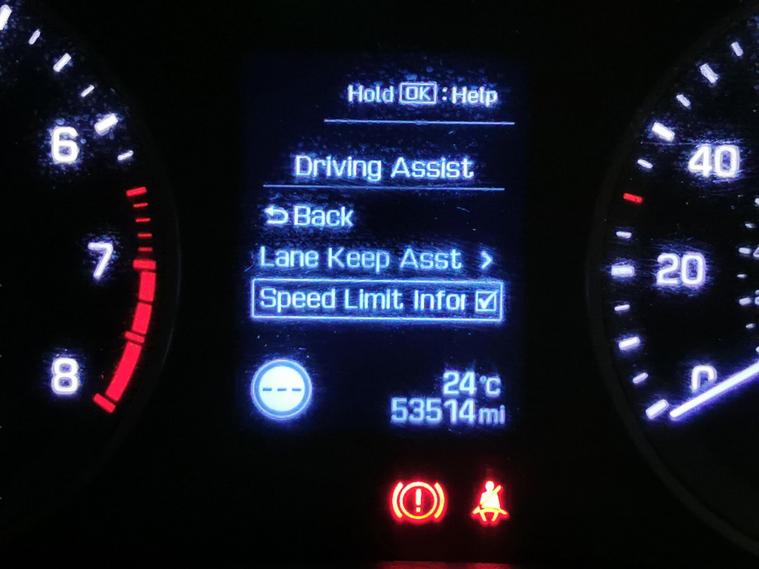 Hold OK : Help
Driving Assist
Back
Lane Keep Asst >
Speed Limit Infor
---
24°C
53514mi
6
7
8
40
20
0